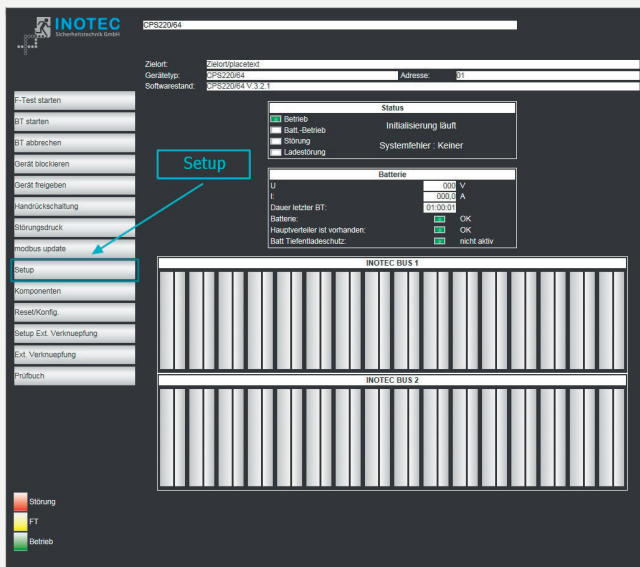 INOTEC
Sicherheitstechnik GmbH
CPS220/64
Zielort: Zielort/placetext
Gerätetyp: CPS220/64 Adresse: 01
Softwarestand: CPS220/64 V:3.2.1
F-Test starten
BT starten
BT abbrechen
Gerät blockieren
Gerät freigeben
Handrückschaltung
Störungsdruck
modbus update
Setup
Komponenten
Reset/Konfig.
Setup Ext. Verknuepfung
Ext. Verknuepfung
Prüfbuch
Setup
Status
Betrieb
Batt.-Betrieb
Störung
Ladestörung
Initialisierung läuft
Systemfehler : Keiner
Batterie
U 000 V
I: 000,0 A
Dauer letzter BT: 01:00:01
Batterie: OK
Hauptverteiler ist vorhanden: OK
Batt Tiefentladeschutz: nicht aktiv
INOTEC BUS 1
INOTEC BUS 2
Störung
FT
Betrieb